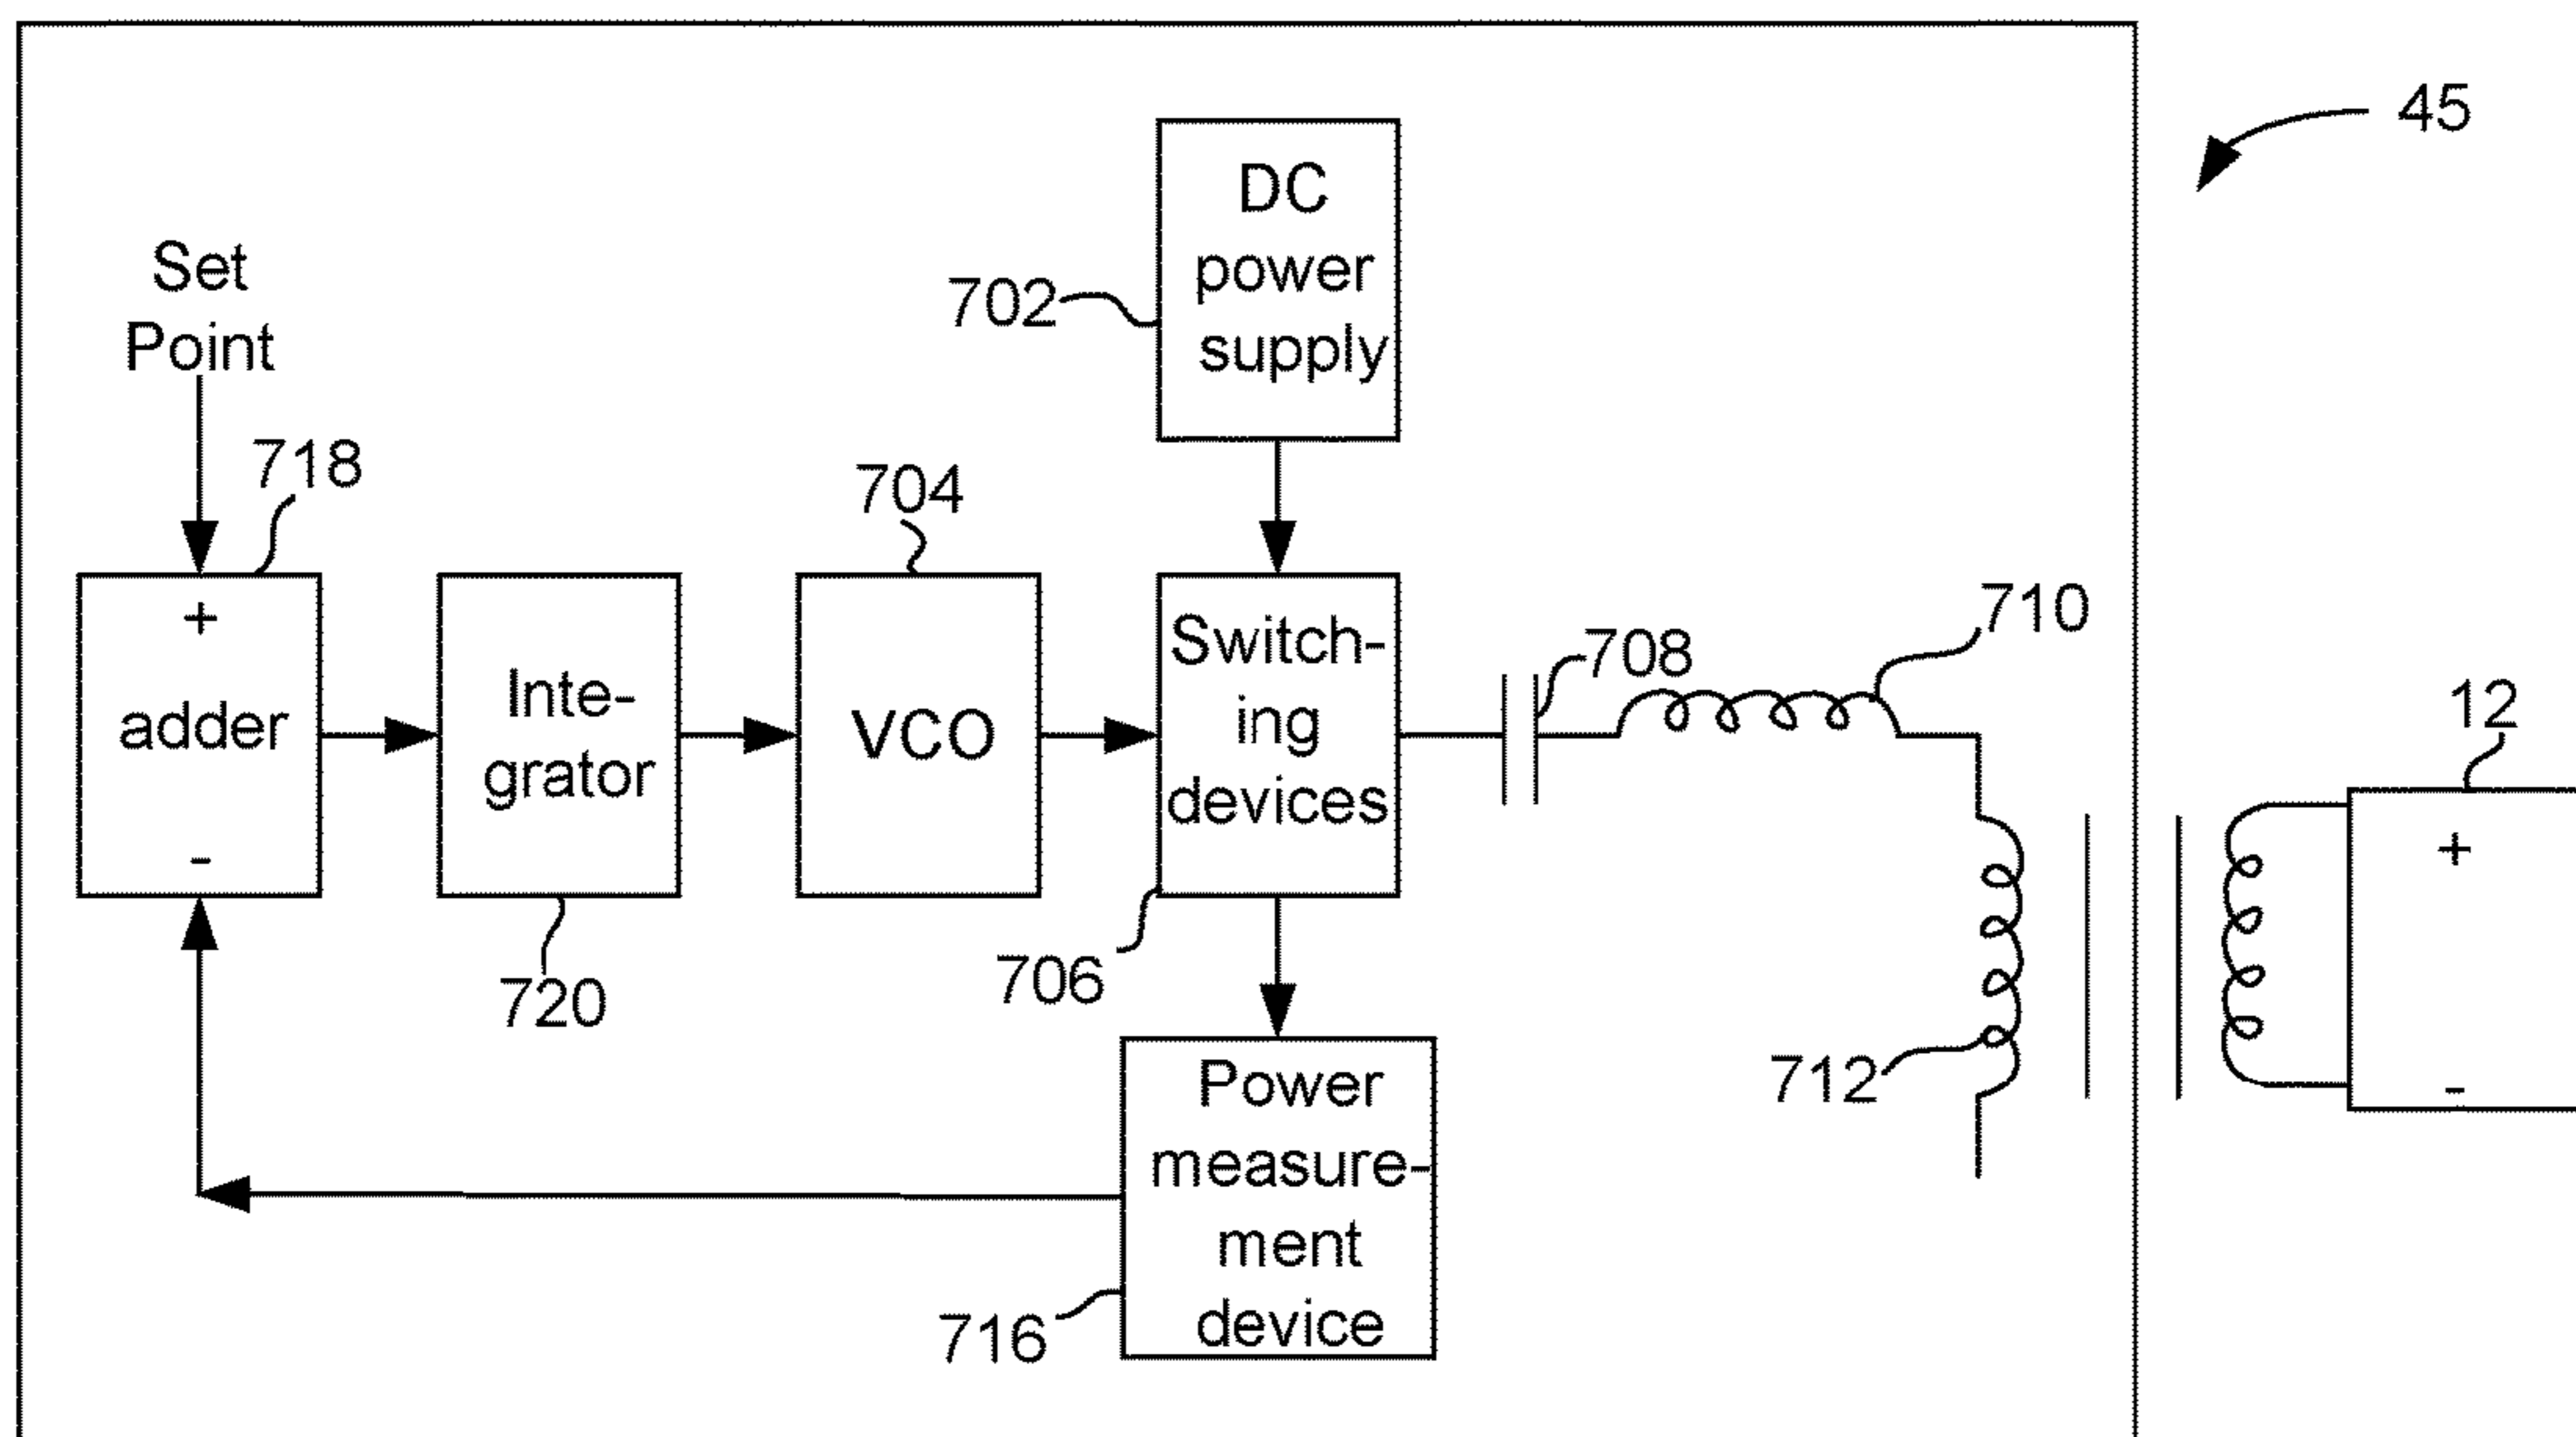 45
DC
power
supply
702
Set
Point
718
704
+
adder
-
Inte-
grator
VCO
Switch-
ing
devices
708
710
12
+
-
720
706
712
Power
measure-
ment
device
716